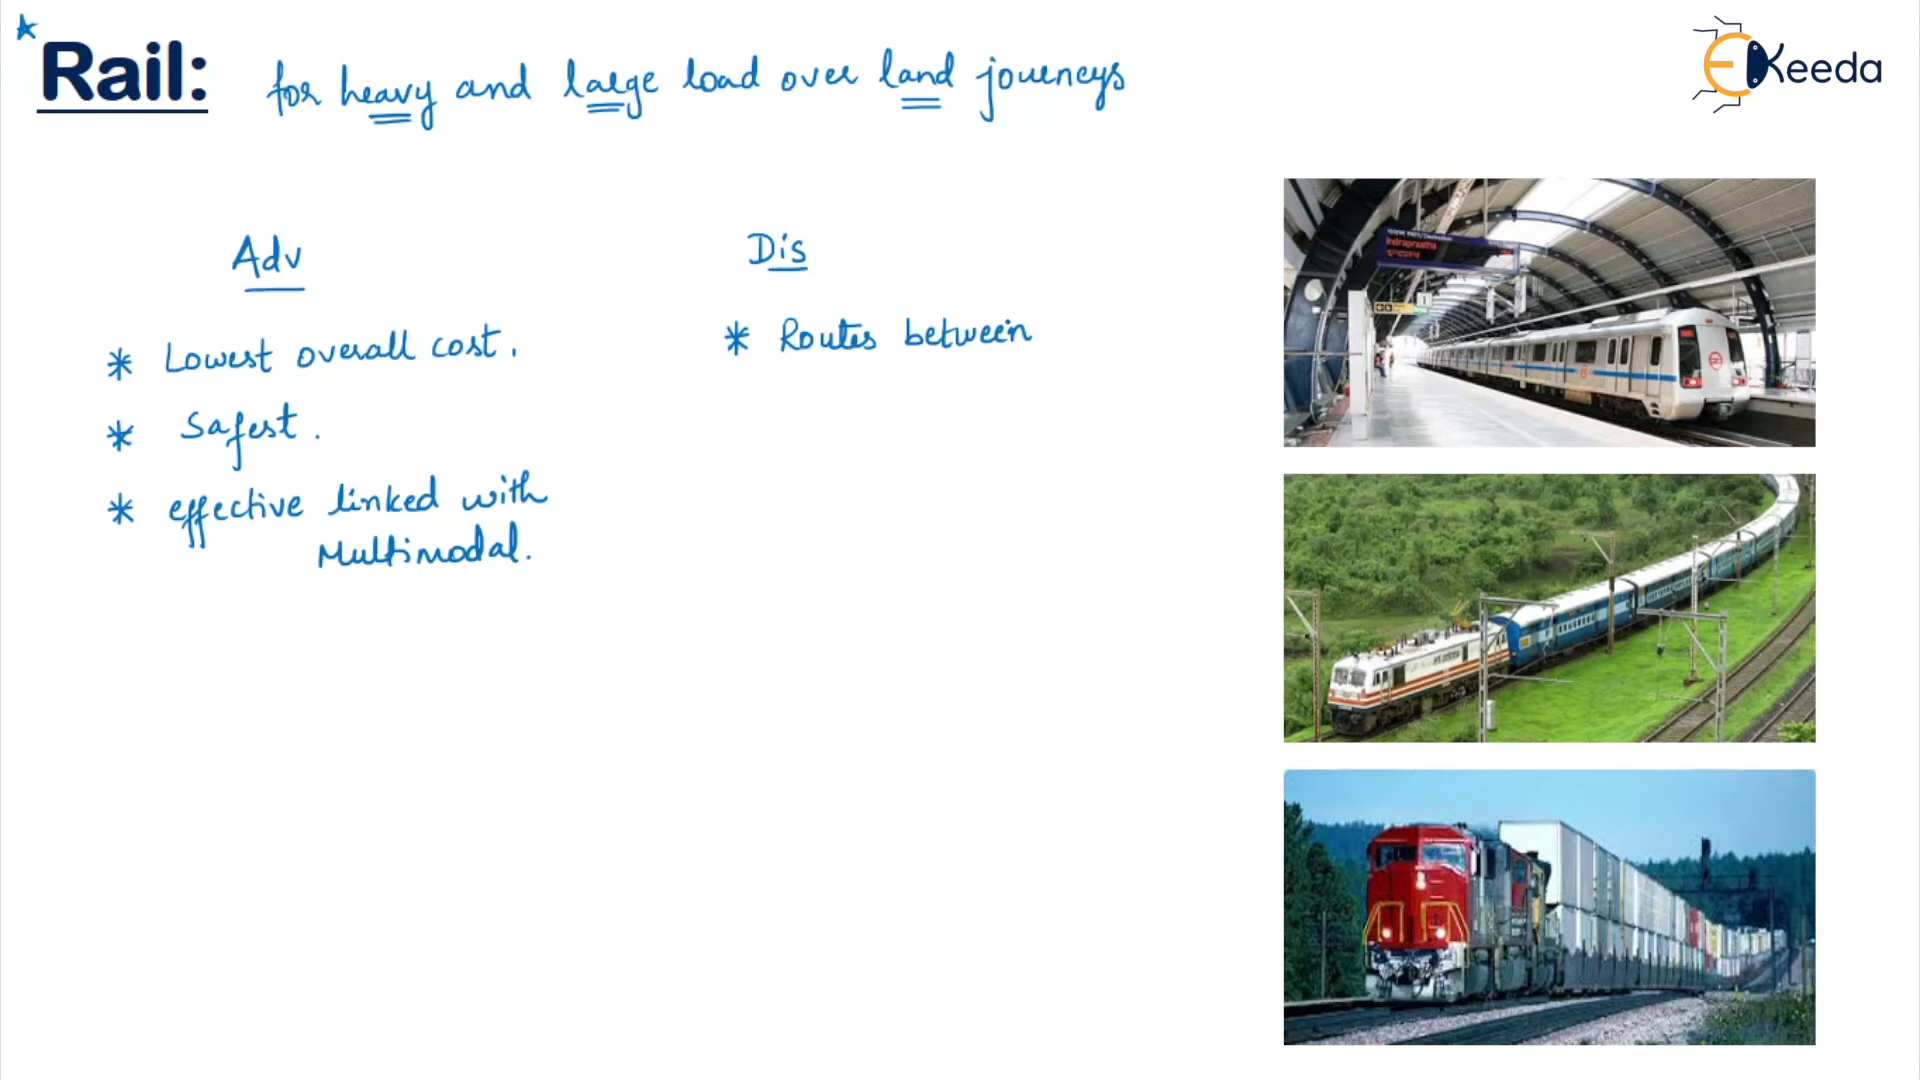 Rail: for heavy and large load over land journeys
EKeeda
Adv
* Lowest overall cost.
* Safest.
* effective linked with
Multimodal.
Dis
* Routes between
Indraprastha